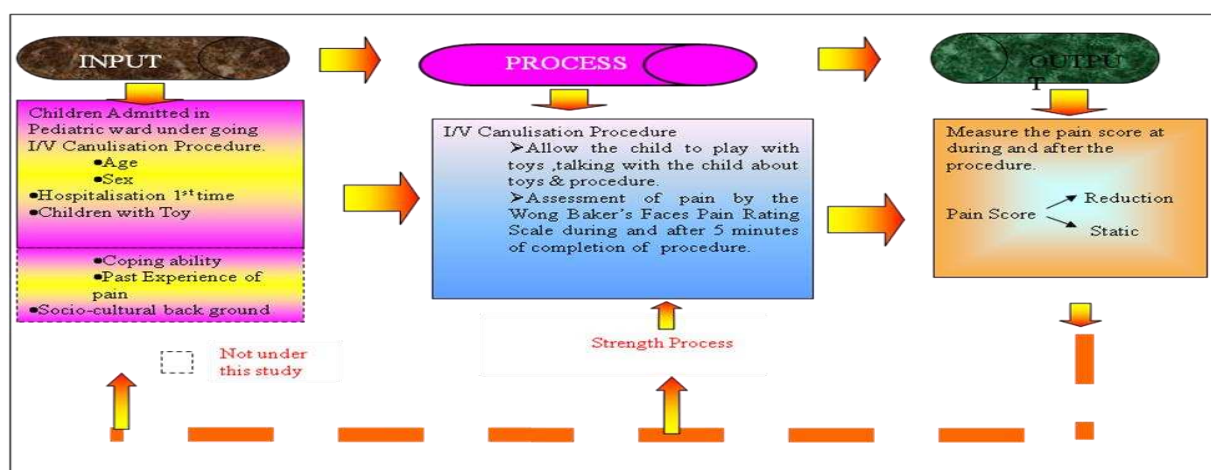 INPUT
PROCESS
OUTPU
T
Children Admitted in
Pediatric ward under going
I/V Canulisation Procedure.
●Age
●Sex
●Hospitalisation 1st time
●Children with Toy
●Coping ability
●Past Experience of
pain
●Socio-cultural back ground
I/V Canulisation Procedure
➢Allow the child to play with
toys ,talking with the child about
toys & procedure.
➢Assessment of pain by the
Wong Baker's Faces Pain Rating
Scale during and after 5 minutes
of completion of procedure.
Measure the pain score at
during and after the
procedure.
Reduction
Pain Score
Static
Strength Process
Not under
this study